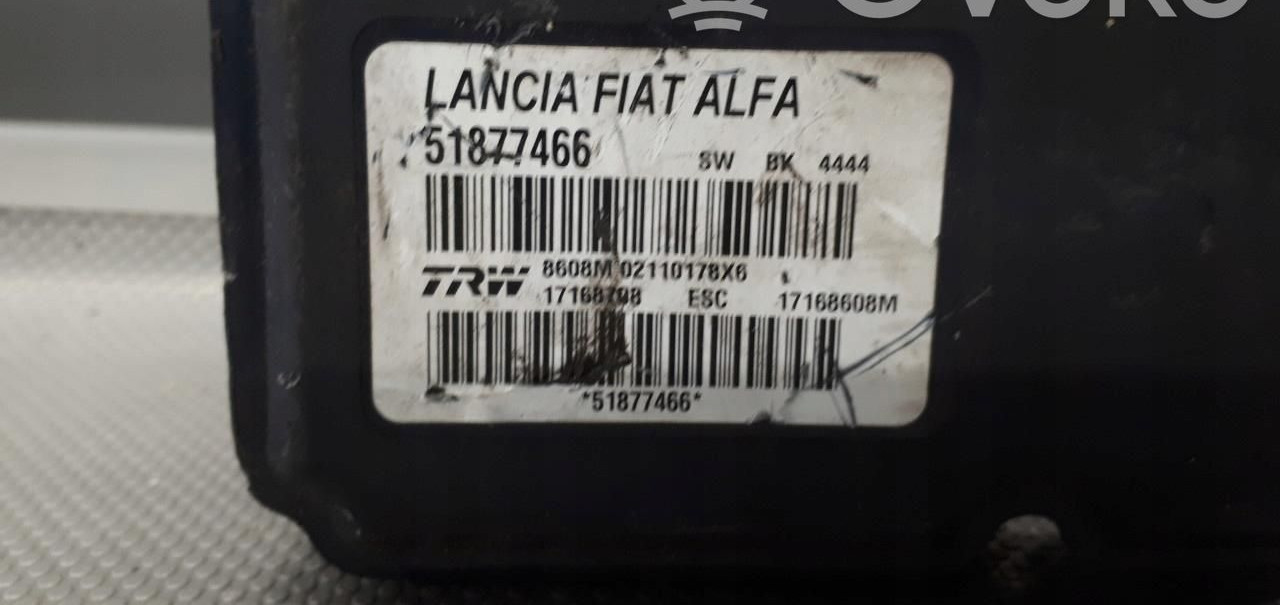 LANCIA FIAT ALFA
51877466
SW BK 4444
8608M 02110178X6
TRW
17168798 ESC 17168608M
*51877466*